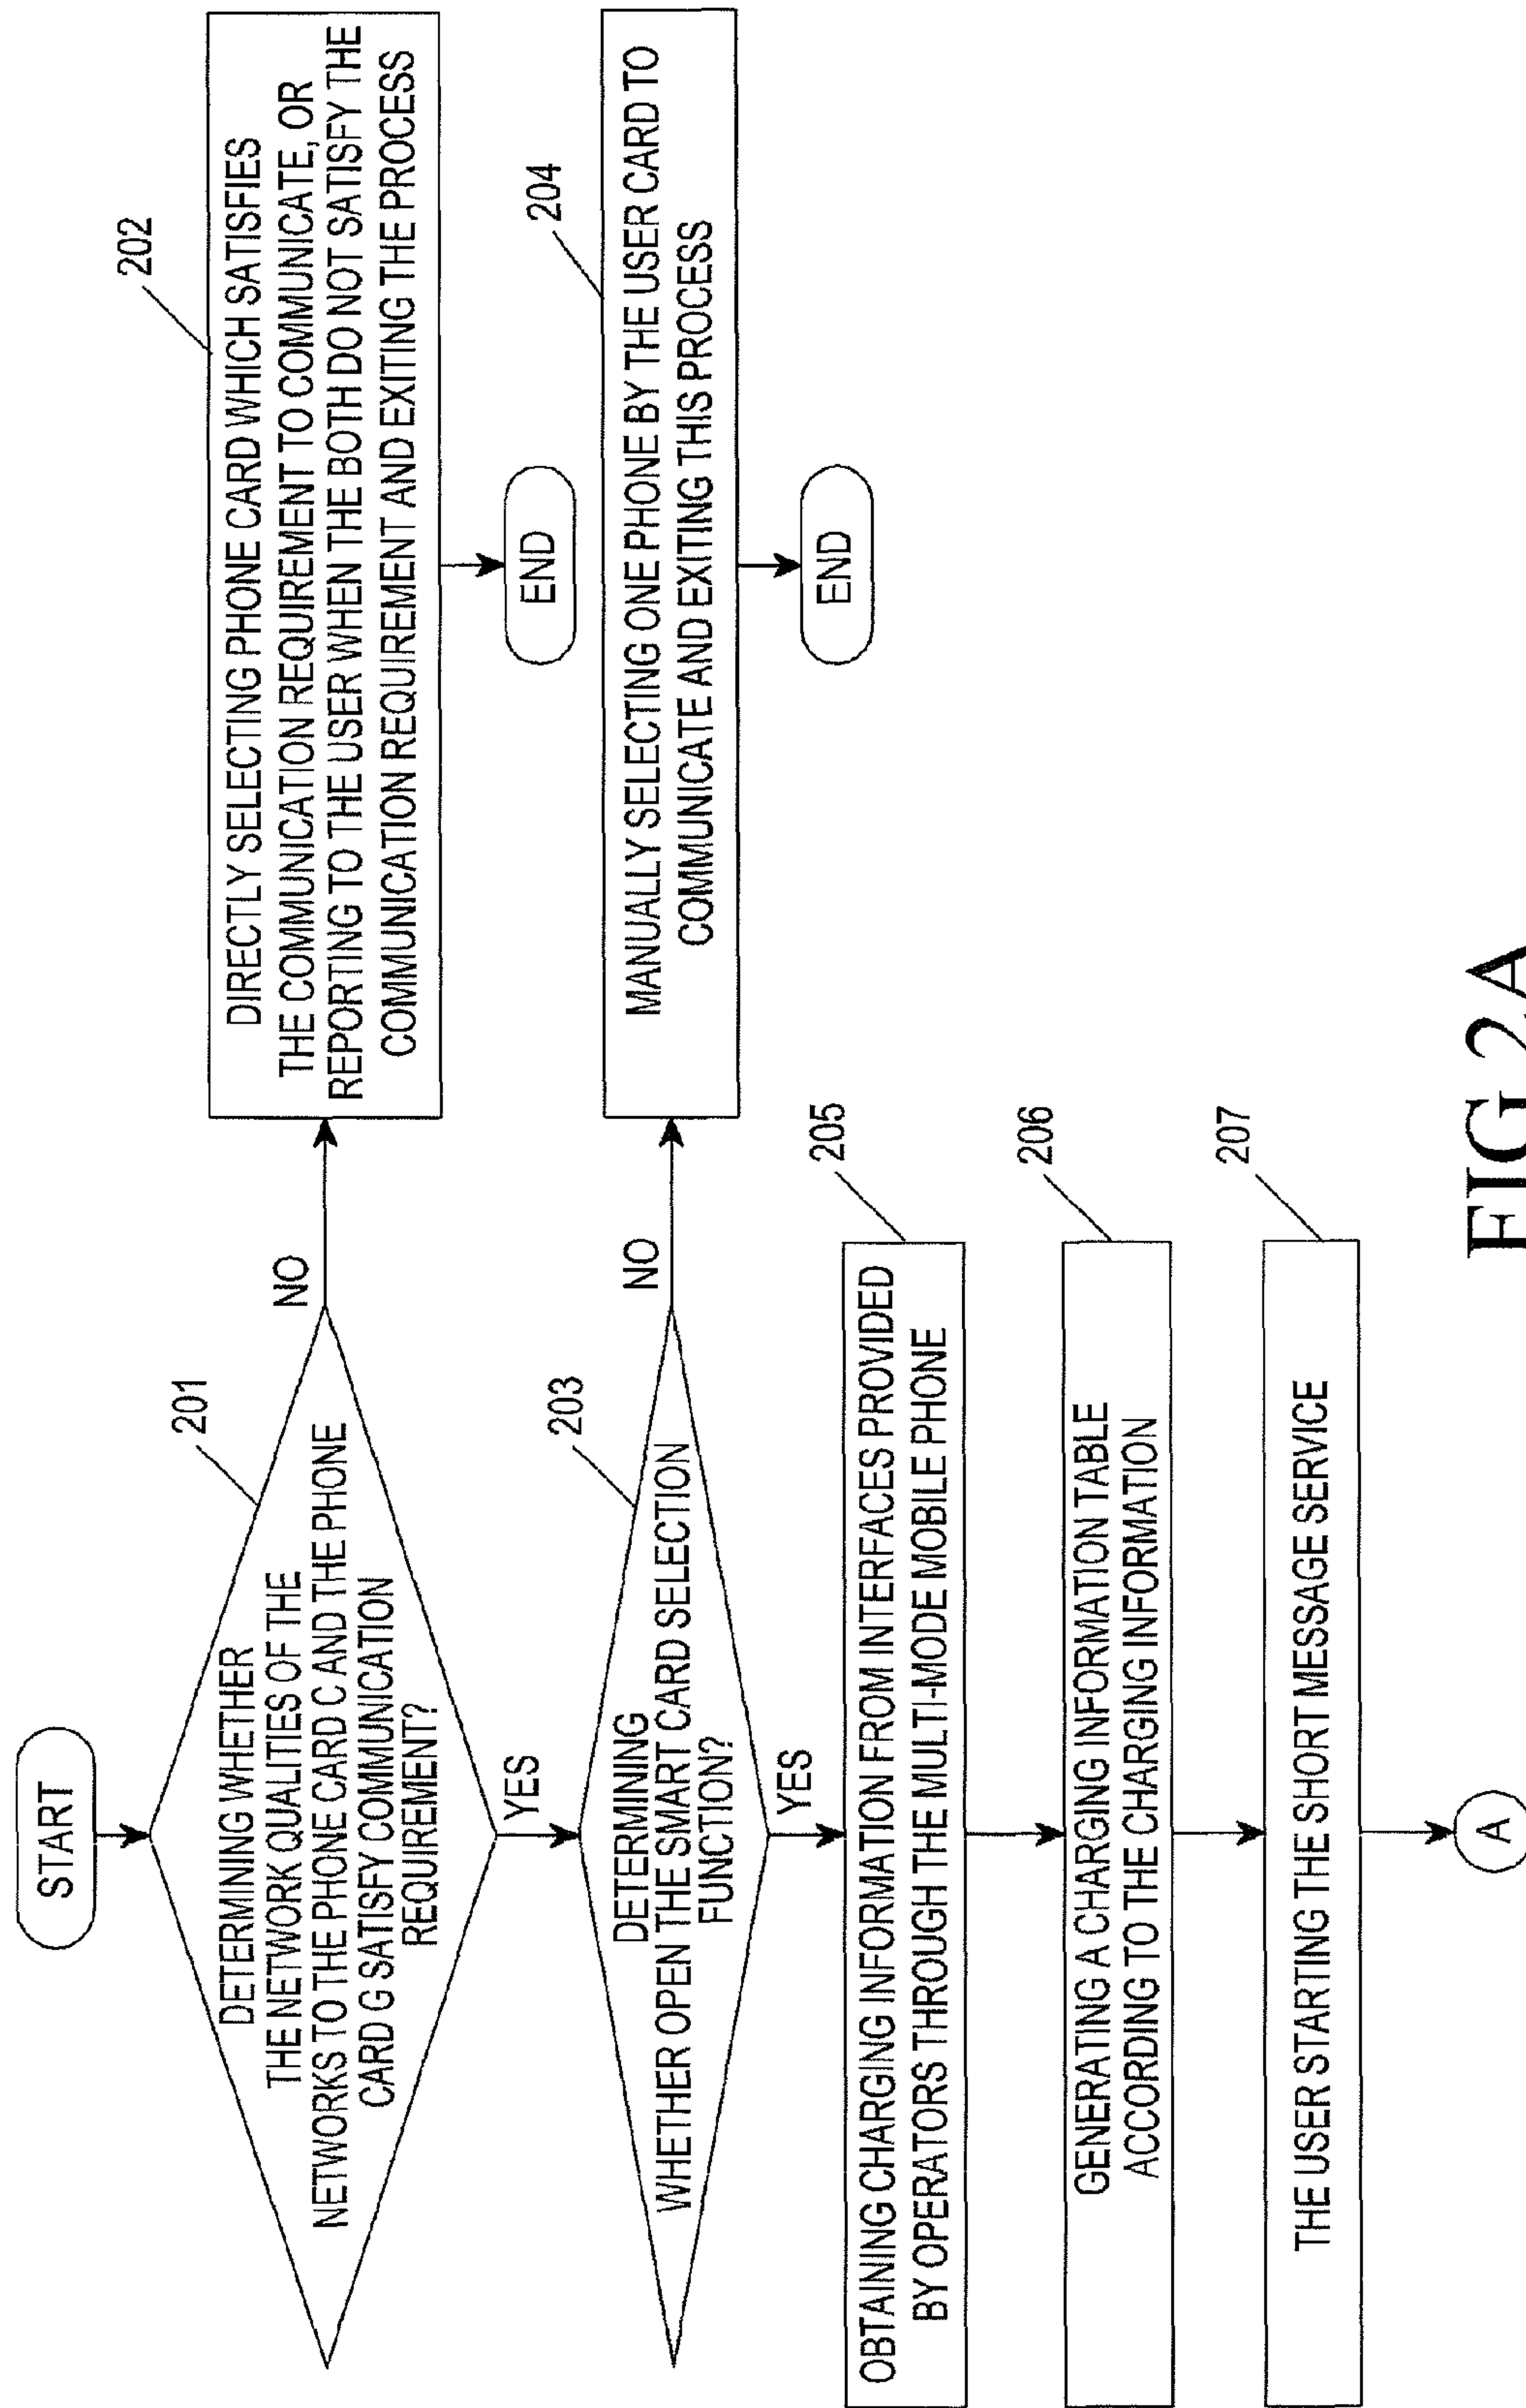 START
201
DETERMINING WHETHER
THE NETWORK QUALITIES OF THE
NETWORKS TO THE PHONE CARD C AND THE PHONE
CARD G SATISFY COMMUNICATION
REQUIREMENT?
NO
202
DIRECTLY SELECTING PHONE CARD WHICH SATISFIES
THE COMMUNICATION REQUIREMENT TO COMMUNICATE, OR
REPORTING TO THE USER WHEN THE BOTH DO NOT SATISFY THE
COMMUNICATION REQUIREMENT AND EXITING THE PROCESS
END
YES
203
DETERMINING
WHETHER OPEN THE SMART CARD SELECTION
FUNCTION?
NO
204
MANUALLY SELECTING ONE PHONE BY THE USER CARD TO
COMMUNICATE AND EXITING THIS PROCESS
END
YES
205
OBTAINING CHARGING INFORMATION FROM INTERFACES PROVIDED
BY OPERATORS THROUGH THE MULTI-MODE MOBILE PHONE
206
GENERATING A CHARGING INFORMATION TABLE
ACCORDING TO THE CHARGING INFORMATION
207
THE USER STARTING THE SHORT MESSAGE SERVICE
A
FIG 2A